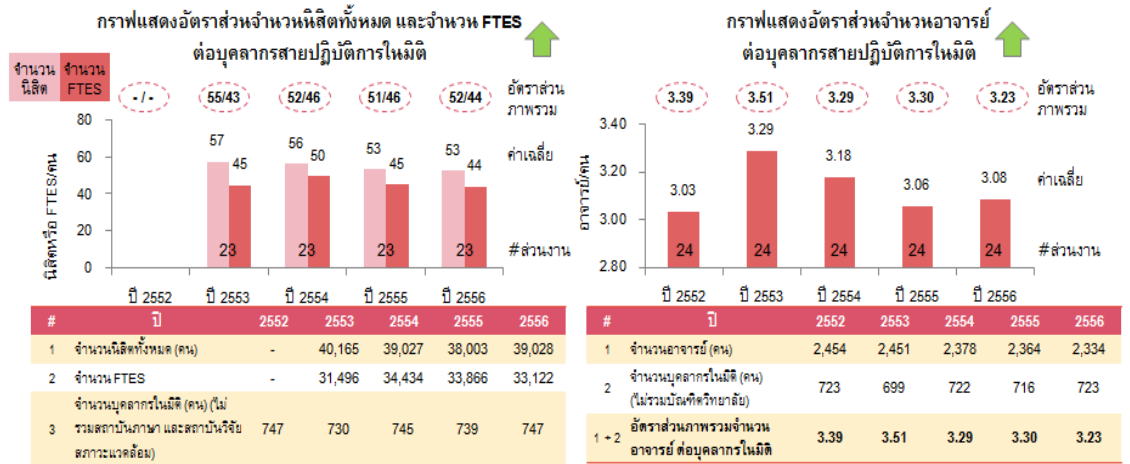 กราฟแสดงอัตราส่วนจำนวนนิสิตทั้งหมด และจำนวน FTES
ต่อบุคลากรสายปฏิบัติการในมิติ
จำนวน นิสิต
จำนวน FTES
- / -
55/43
52/46
51/46
52/44
อัตราส่วน
ภาพรวม
นิสิตหรือ FTES/คน
80
60
40
20
0
57
45
56
50
53
45
53
44
ค่าเฉลี่ย
23
23
23
23
#ส่วนงาน
ปี 2552 ปี 2553 ปี 2554 ปี 2555 ปี 2556
# ปี 2552 2553 2554 2555 2556
1 จำนวนนิสิตทั้งหมด (คน) - 40,165 39,027 38,003 39,028
2 จำนวน FTES - 31,496 34,434 33,866 33,122
จำนวนบุคลากรในมิติ (คน) (ไม่
3 รวมสถาบันภาษา และสถาบันวิจัย 747 730 745 739 747
สภาวะแวดล้อม)
กราฟแสดงอัตราส่วนจำนวนอาจารย์
ต่อบุคลากรสายปฏิบัติการในมิติ
3.39
3.51
3.29
3.30
3.23
อัตราส่วน
ภาพรวม
อาจารย์/คน
3.40
3.20
3.00
2.80
3.03
3.29
3.18
3.06
3.08
ค่าเฉลี่ย
24
24
24
24
24
#ส่วนงาน
ปี 2552 ปี 2553 ปี 2554 ปี 2555 ปี 2556
# ปี 2552 2553 2554 2555 2556
1 จำนวนอาจารย์ (คน) 2,454 2,451 2,378 2,364 2,334
2 จำนวนบุคลากรในมิติ (คน) 723 699 722 716 723
(ไม่รวมบัณฑิตวิทยาลัย)
1 ÷ 2 อัตราส่วนภาพรวมจำนวน 3.39 3.51 3.29 3.30 3.23
อาจารย์ ต่อบุคลากรในมิติ